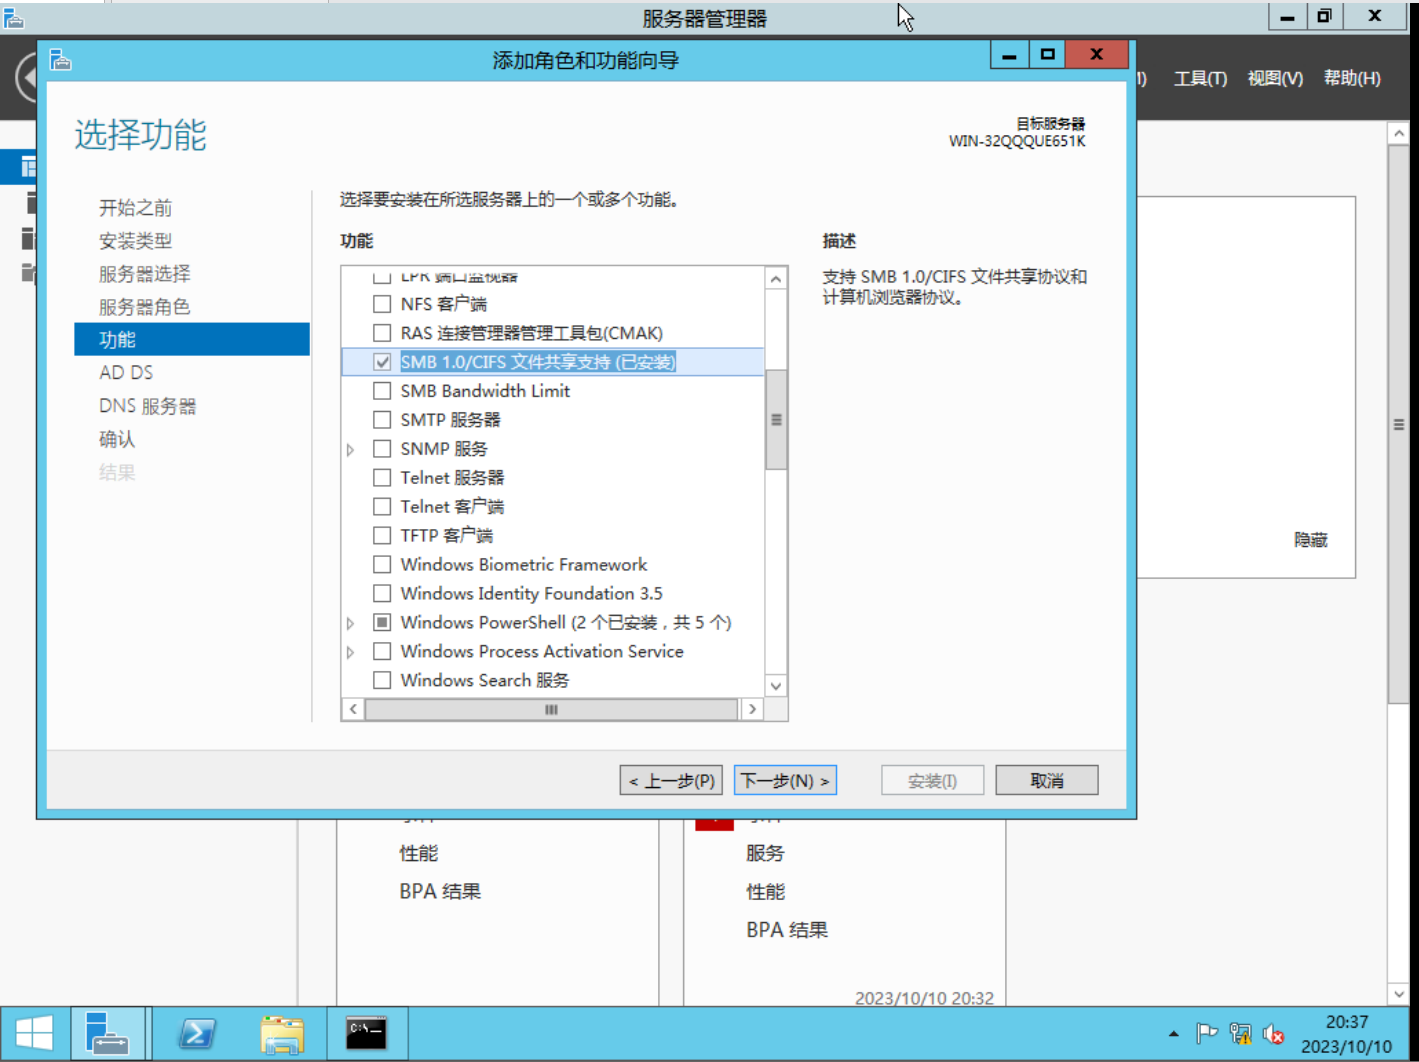 服务器管理器
添加角色和功能向导
工具(T) 视图(V) 帮助(H)
选择功能
目标服务器
WIN-32QQQUE651K
开始之前
安装类型
服务器选择
服务器角色
功能
AD DS
DNS 服务器
确认
结果
选择要安装在所选服务器上的一个或多个功能。
功能
LPR 端口监视器
NFS 客户端
RAS 连接管理器管理工具包(CMAK)
SMB 1.0/CIFS 文件共享支持 (已安装)
SMB Bandwidth Limit
SMTP 服务器
SNMP 服务
Telnet 服务器
Telnet 客户端
TFTP 客户端
Windows Biometric Framework
Windows Identity Foundation 3.5
Windows PowerShell (2 个已安装，共 5 个)
Windows Process Activation Service
Windows Search 服务
描述
支持 SMB 1.0/CIFS 文件共享协议和
计算机浏览器协议。
隐藏
< 上一步(P)
下一步(N) >
安装(I)
取消
性能
BPA 结果
服务
性能
BPA 结果
2023/10/10 20:32
20:37
2023/10/10